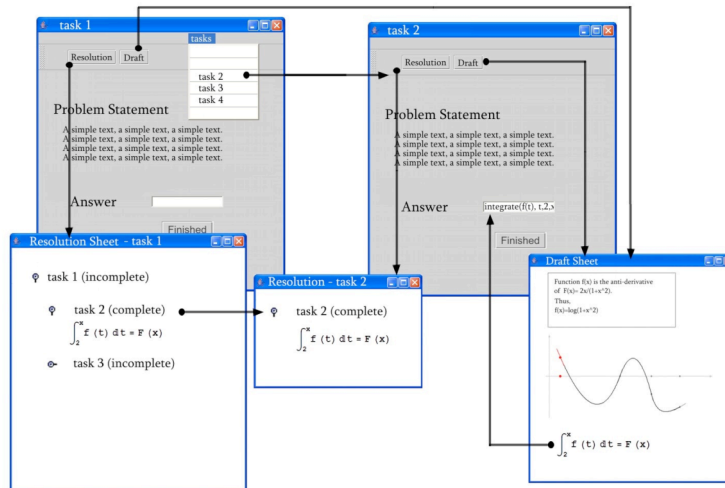 task 1
tasks
Resolution Draft
task 2
task 3
task 4
Problem Statement
A simple text, a simple text, a simple text.
A simple text, a simple text, a simple text.
A simple text, a simple text, a simple text.
A simple text, a simple text, a simple text.
Answer
Finished
task 2
Resolution Draft
Problem Statement
A simple text, a simple text, a simple text.
A simple text, a simple text, a simple text.
A simple text, a simple text, a simple text.
A simple text, a simple text, a simple text.
Answer integrate(f(t), t,2,x
Finished
Resolution Sheet - task 1
task 1 (incomplete)
task 2 (complete)
∫₂ˣ f (t) ⅆt = F (x)
task 3 (incomplete)
Resolution - task 2
task 2 (complete)
∫₂ˣ f (t) ⅆt = F (x)
Draft Sheet
Function f(x) is the anti-derivative
of F(x)= 2x/(1+x^2).
Thus,
f(x)=log(1+x^2)
∫₂ˣ f (t) ⅆt = F (x)